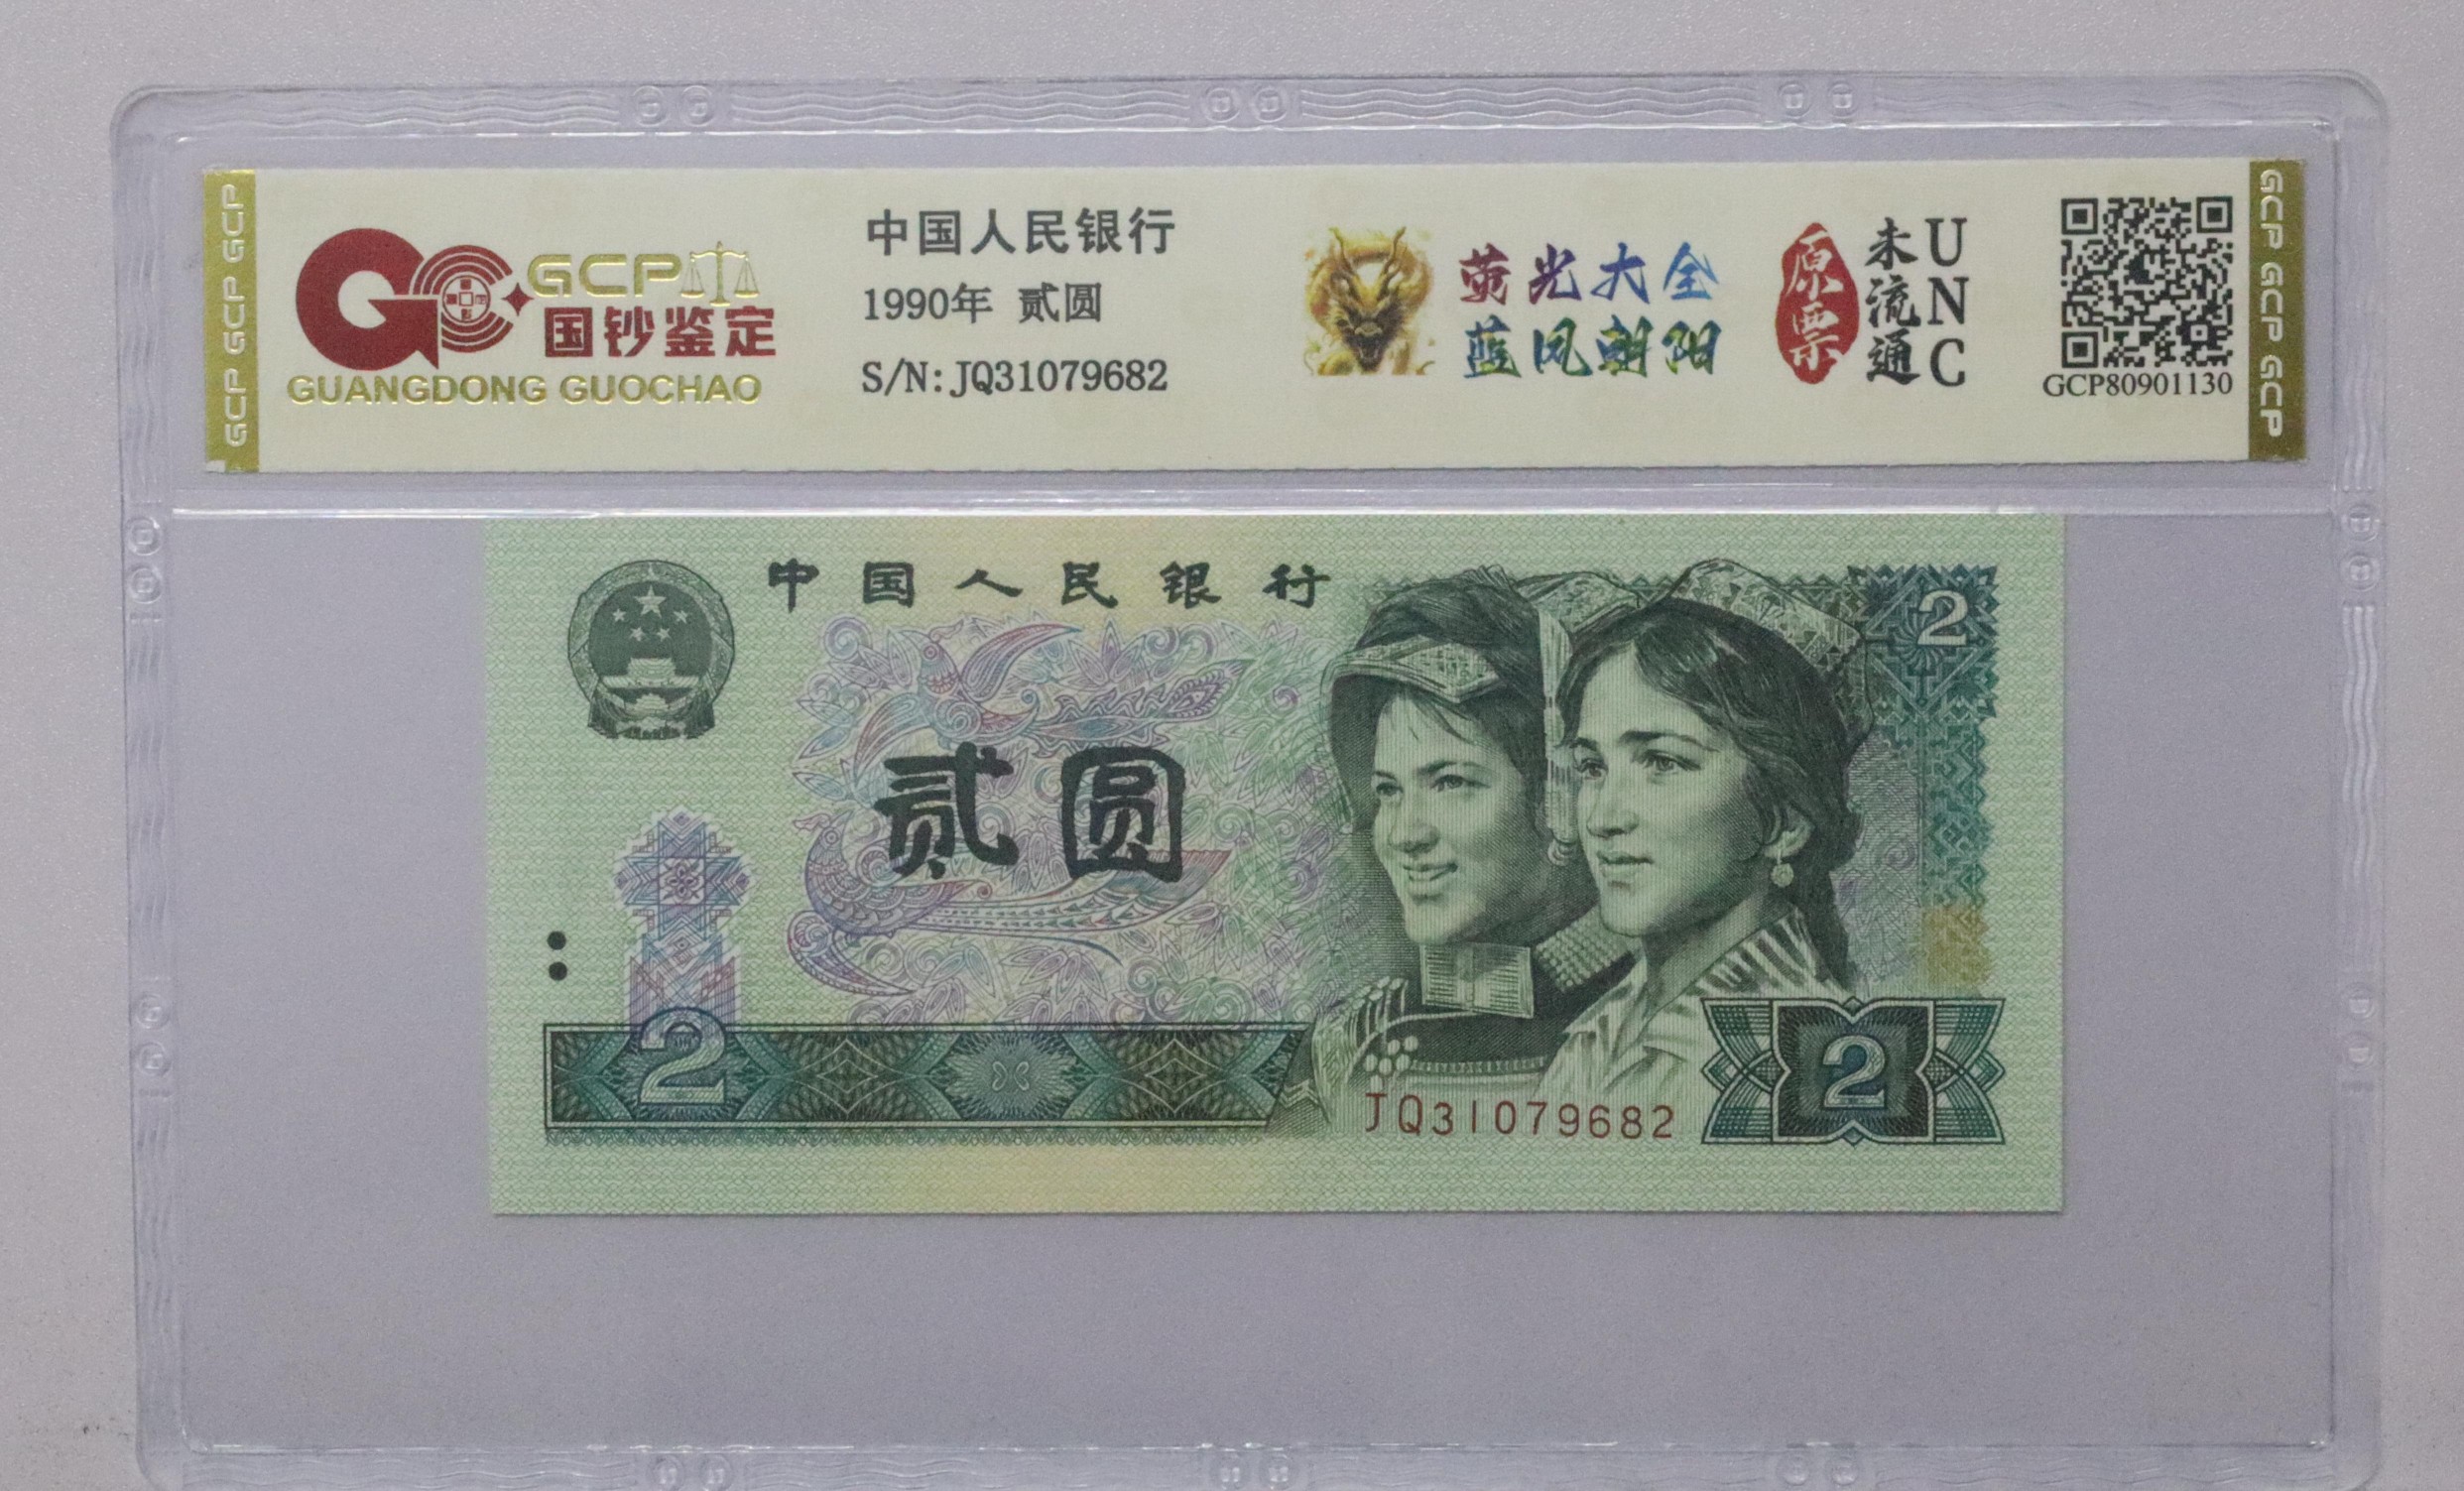 GCP GCP GCP
GCP
国钞鉴定
GUANGDONG GUOCHAO
中国人民银行
1990年 贰圆
S/N: JQ31079682
荧光大全
蓝凤朝阳
原票
未流通
UNC
GCP80901130
GCP GCP GCP
中国人民银行
2
贰圆
2
JQ31079682
2